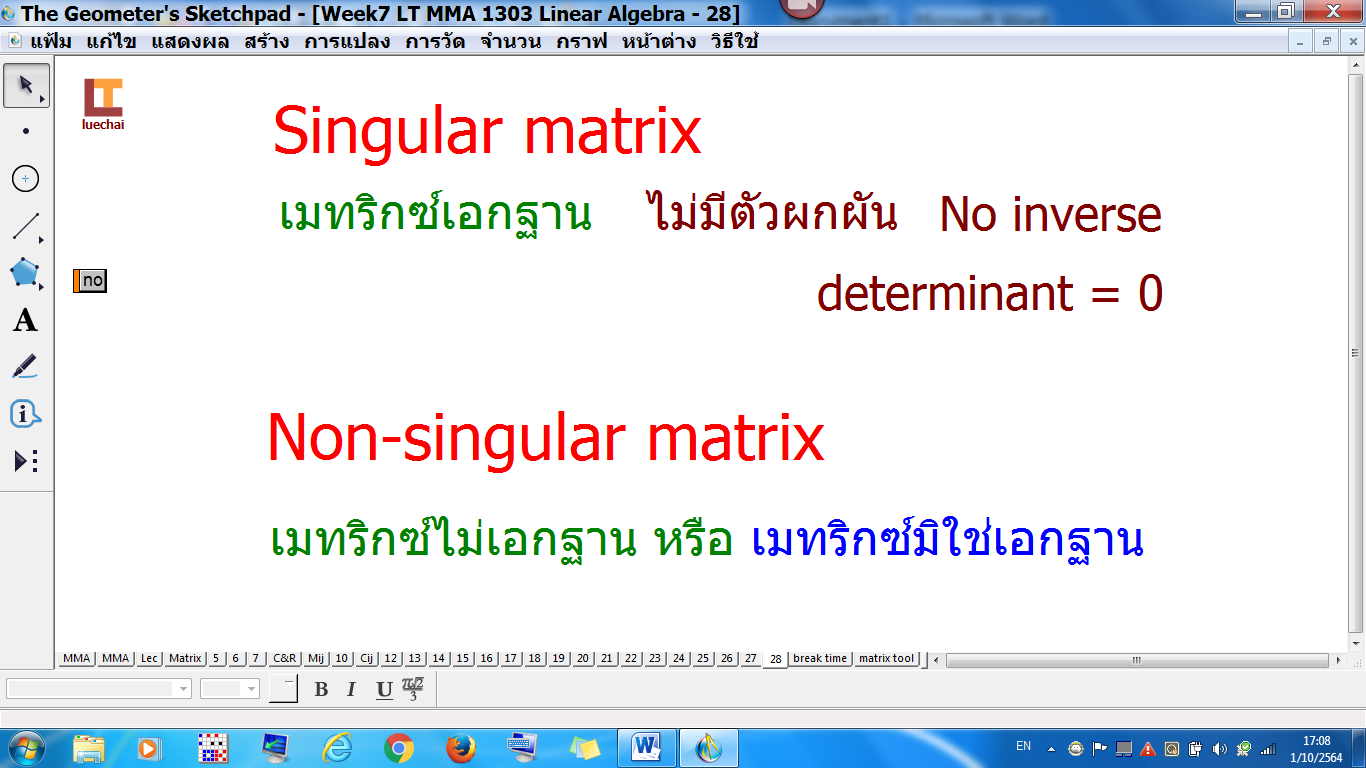 The Geometer's Sketchpad - [Week7 LT MMA 1303 Linear Algebra - 28]
แฟ้ม แก้ไข แสดงผล สร้าง การแปลง การวัด จำนวน กราฟ หน้าต่าง วิธีใช้
LT
luechai
Singular matrix
เมทริกซ์เอกฐาน ไม่มีตัวผกผัน No inverse
no
determinant = 0
A
Non-singular matrix
เมทริกซ์ไม่เอกฐาน หรือ เมทริกซ์มิใช่เอกฐาน
MMA MMA Lec Matrix 5 6 7 C&R Mij 10 Cij 12 13 14 15 16 17 18 19 20 21 22 23 24 25 26 27 28 break time matrix tool
B I U
EN 17:08
1/10/2564